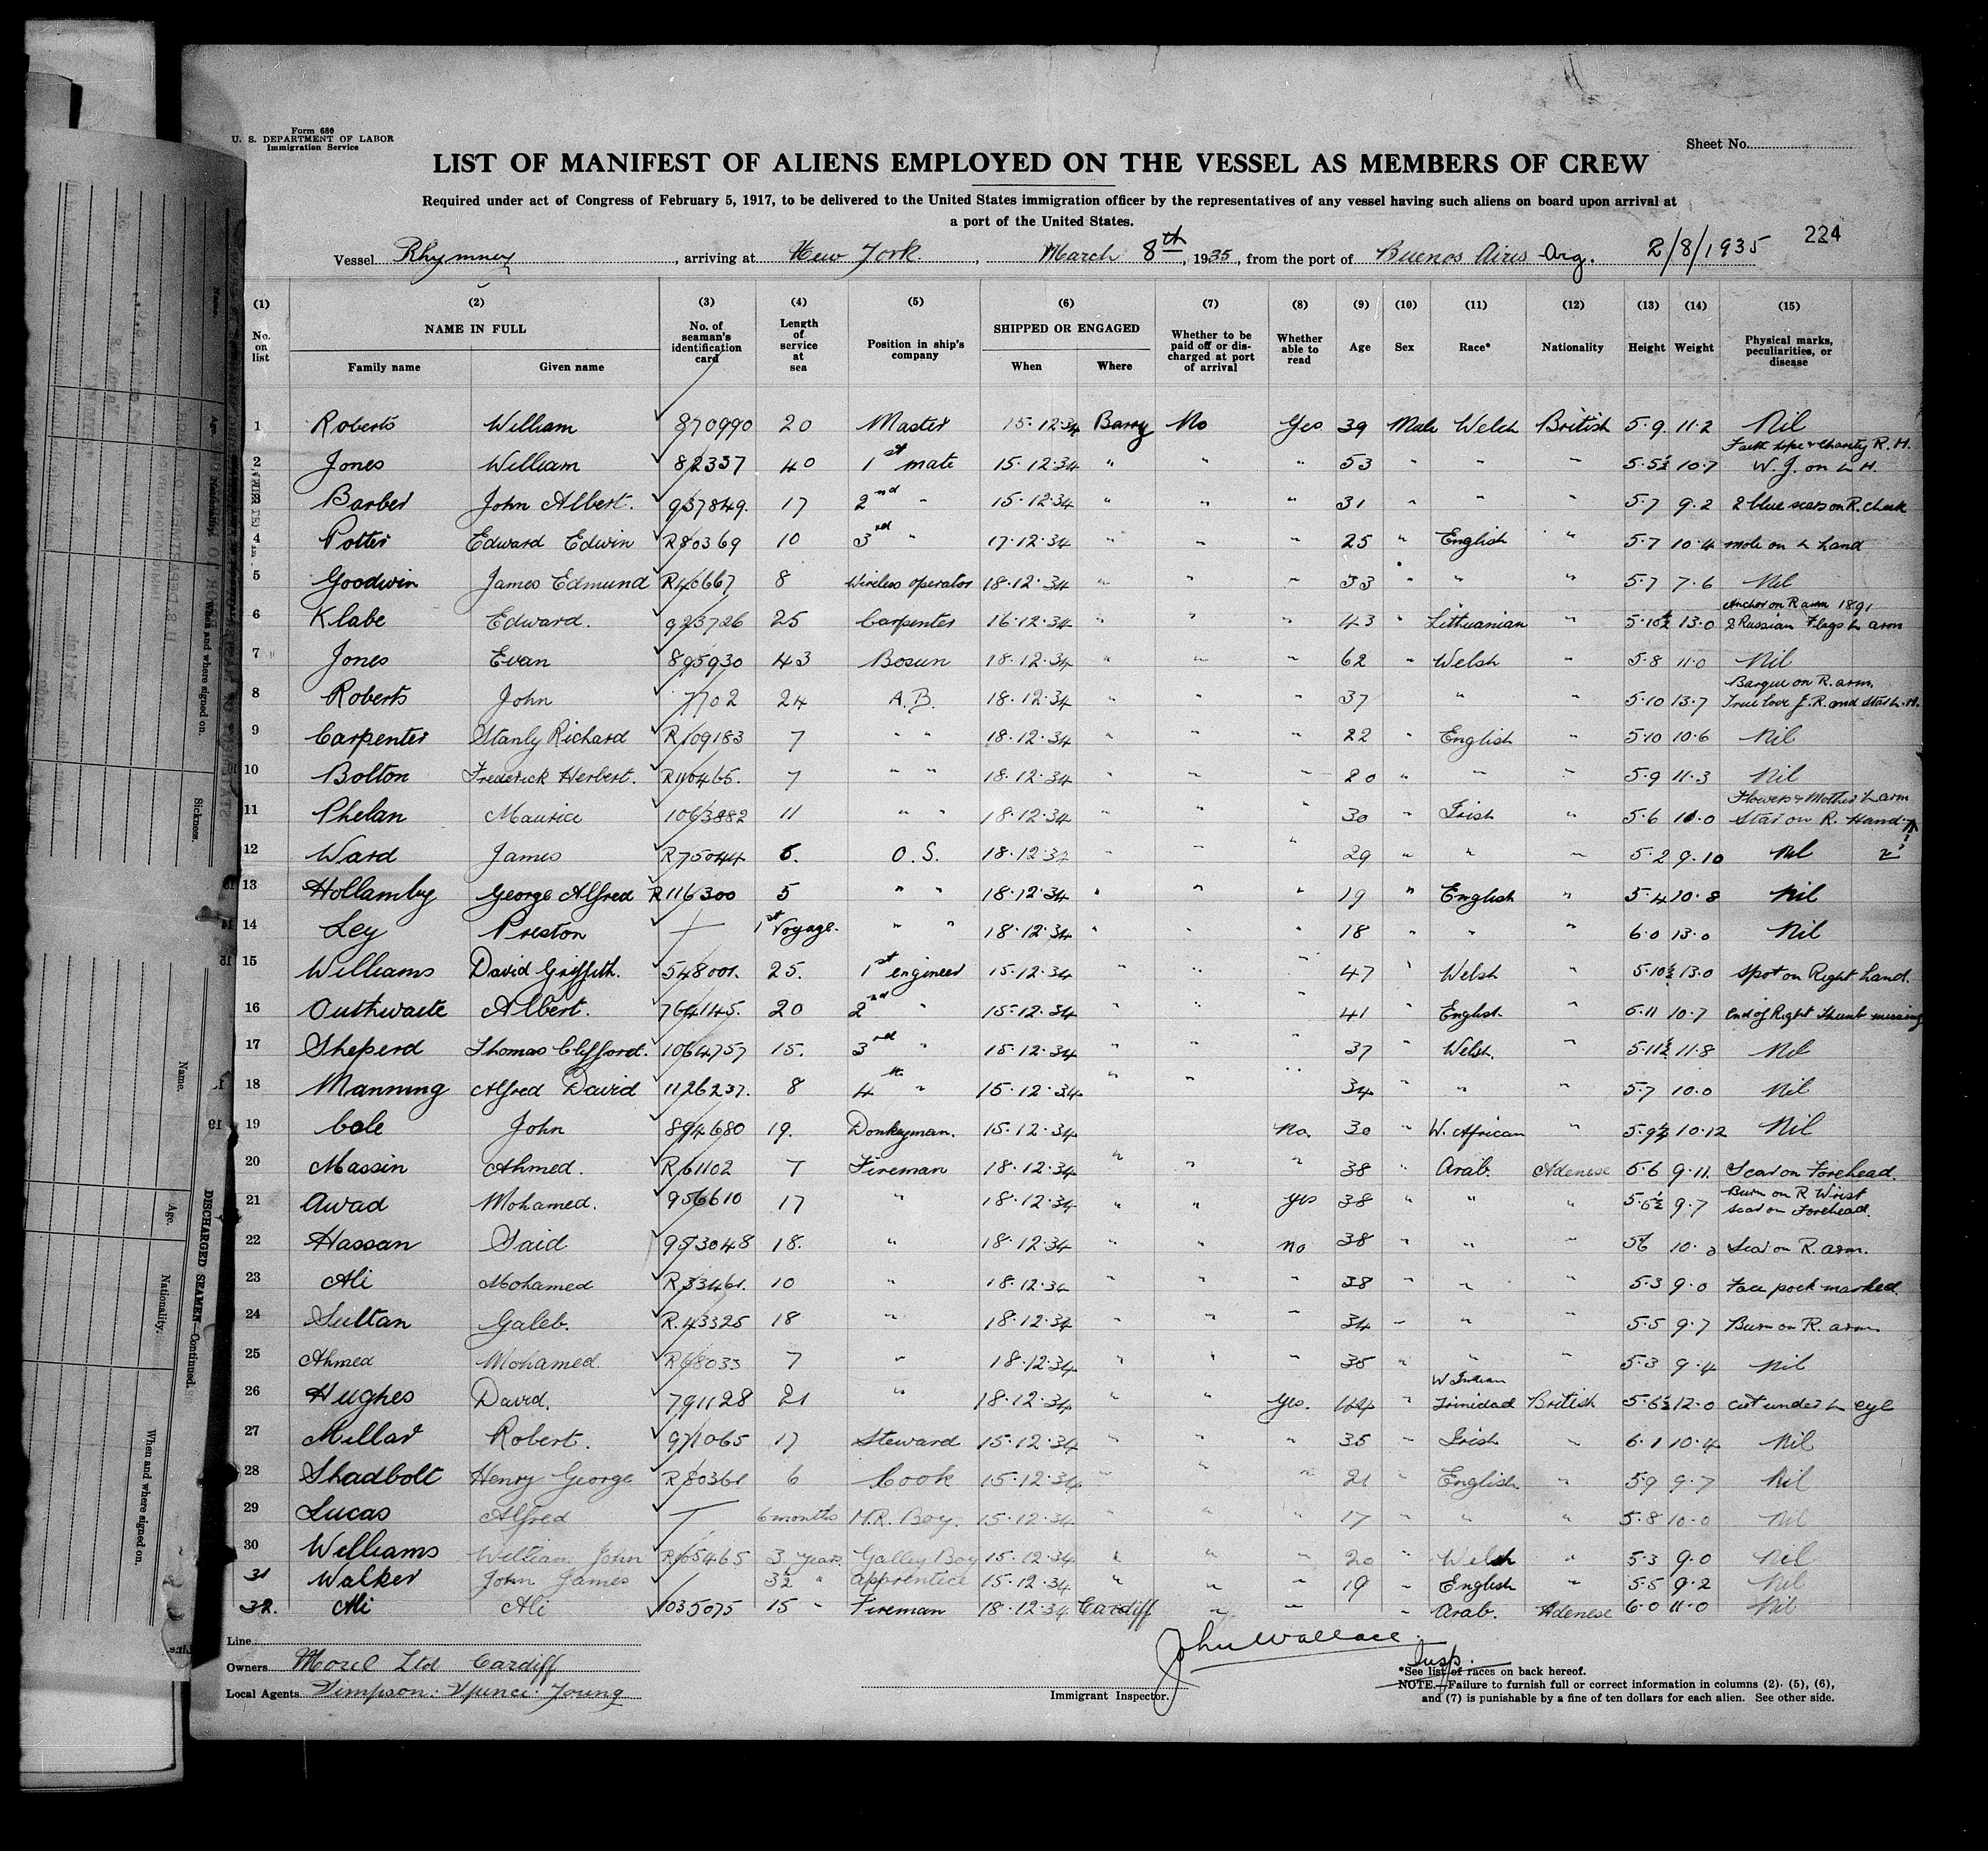 Form 680
U. S. DEPARTMENT OF LABOR
Immigration Service
Sheet No.
LIST OF MANIFEST OF ALIENS EMPLOYED ON THE VESSEL AS MEMBERS OF CREW
Required under act of Congress of February 5, 1917, to be delivered to the United States immigration officer by the representatives of any vessel having such aliens on board upon arrival at
a port of the United States.
224
Vessel Rhymney, arriving at New York, March 8th, 1935, from the port of Buenos Aires Arg. 2/8/1935
(1) (2) (3) (4) (5) (6) (7) (8) (9) (10) (11) (12) (13) (14) (15)
No. on list NAME IN FULL Family name Given name No. of seaman's identification card Length of service at sea Position in ship's company SHIPPED OR ENGAGED When Where Whether to be paid off or discharged at port of arrival Whether able to read Age Sex Race* Nationality Height Weight Physical marks, peculiarities, or disease
1 Roberts William 870990 20 Master 15.12.34 Barry No Yes 39 Male Welch British 5.9 11.2 Nil
2 Jones William 82357 40 1st mate 15.12.34 " " " 53 " " " 5.5½ 10.7 Faith hope & Charity R. H. W. J. on L H.
3 Barber John Albert. 937849. 17 2nd " 15.12.34 " " " 31 " " " 5.7 9.2 2 blue scars on R. cheek
4 Potter Edward Edwin R80369 10 3rd " 17.12.34 " " " 25 " English " 5.7 10.4 mole on L hand
5 Goodwin James Edmund R46667 8 Wireless operator 18.12.34 " " " 33 " " " 5.7 7.6 Nil
6 Klabe Edward. 923726 25 Carpenter 16.12.34 " " " 43 " Lithuanian " 5.10½ 13.0 Anchor on R arm 1891 2 Russian Flags L arm
7 Jones Evan 895930 43 Bosun 18.12.34 " " " 62 " Welsh " 5.8 11.0 Nil
8 Roberts John 7702 24 A.B. 18.12.34 " " " 37 " " 5.10 13.7 Barque on R. arm. True love J. R. and Star L. H.
9 Carpenter Stanly Richard R109183 7 " " 18.12.34 " " " 22 " English " 5.10 10.6 Nil
10 Bolton Frederick Herbert. R110465. 7 " " 18.12.34 " " " 20 " " " 5.9 11.3 Nil
11 Phelan Maurice 1063882 11 " " 18.12.34 " " " 30 " Irish " 5.6 10.0 Flowers & Mother L arm Star on R. Hand
12 Ward James R75044 6. O.S. 18.12.34 " " " 29 " " " 5.2 9.10 Nil
13 Hollamby George Alfred R116300 5 " " 18.12.34 " " " 19 " English " 5.4 10.8 Nil
14 Ley Preston — 1st Voyage. " " 18.12.34 " " " 18 " " " 6.0 13.0 Nil
15 Williams David Griffith. 548001. 25. 1st engineer 15.12.34 " " " 47 " Welsh " 5.10½ 13.0 Spot on Right hand.
16 Outhwaite Albert. 764145. 20 2nd " 15.12.34 " " " 41 " English " 5.11 10.7 End of Right Thumb missing
17 Sheperd Thomas Clifford. 1064757 15. 3rd " 15.12.34 " " " 37 " Welsh. " 5.11½ 11.8 Nil
18 Manning Alfred David 1126237. 8 4th " 15.12.34 " " " 34 " " " 5.7 10.0 Nil
19 Cole John 894680 19. Donkeyman. 15.12.34 No. 30 " W. African " 5.9½ 10.12 Nil
20 Massin Ahmed. R61102 7 Fireman 18.12.34 " " " 38 " Arab. Adenese 5.6 9.11. Scar on Forehead.
21 Awad Mohamed. 956610 17 " 18.12.34 " " Yes 38 " " " 5.6½ 9.7 Burn on R Wrist Scar on Forehead.
22 Hassan Said 953048 18. " 18.12.34 " " no 38 " " " 5.6 10. Scar on R. arm.
23 Ali Mohamed R33461. 10 " 18.12.34 " " " 38 " " 5.3 9.0 Face pock marked.
24 Sultan Galeb. R.43325 18 " 18.12.34 " " " 34 " " 5.5 9.7 Burn on R. arm
25 Ahmed Mohamed. R68033 7 " 18.12.34 " " " 35 " " 5.3 9.4 Nil
26 Hughes David. 791128 21 " 18.12.34 " " Yes. 44 " W Indian Trinidad British 5.6½ 12.0 cut under L eye
27 Millar Robert. 971065 17 Steward 15.12.34 " " " 35 " Irish " 6.1 10.4 Nil
28 Shadbolt Henry George R80361 6 Cook 15.12.34 " " " 21 " English " 5.9 9.7 Nil
29 Lucas Alfred — 6 months M.R. Boy. 15.12.34 " " " 17 " " " 5.8 10.0 Nil
30 Williams William John R105465 3. years Galley Boy 15.12.34 " " " 20 " Welsh " 5.3 9.0 Nil
31 Walker John James 3½ " apprentice 15.12.34 " " " 19 " English " 5.5 9.2 Nil
32. Ali Ali 1035075 15 " Fireman 18.12.34 Cardiff " " " Arab. Adenese 6.0 11.0 Nil
Line
Owners Morel Ltd Cardiff
Local Agents Simpson. Spence. Young
John Wallace.
Insp.
Immigrant Inspector.
*See list of races on back hereof.
NOTE.—Failure to furnish full or correct information in columns (2), (5), (6),
and (7) is punishable by a fine of ten dollars for each alien. See other side.
DISCHARGED SEAMEN—Continued.
Name. Age. Nationality. When and where signed on.
Sickness.